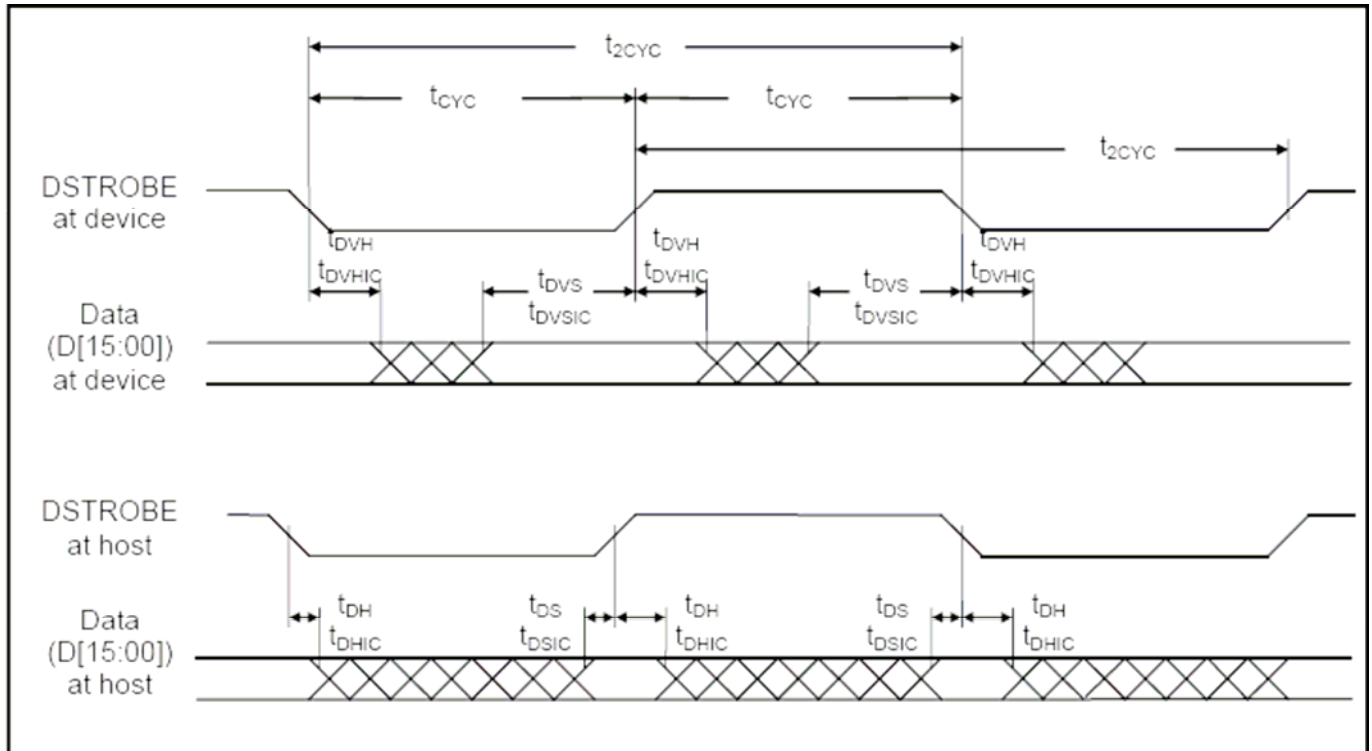 t2CYC
tCYC tCYC
t2CYC
DSTROBE
at device
tDVH tDVH tDVH
tDVHIC tDVS tDVHIC tDVS tDVHIC
tDVSIC tDVSIC
Data
(D[15:00])
at device
DSTROBE
at host
tDH tDS tDH tDS tDH
tDHIC tDSIC tDHIC tDSIC tDHIC
Data
(D[15:00])
at host